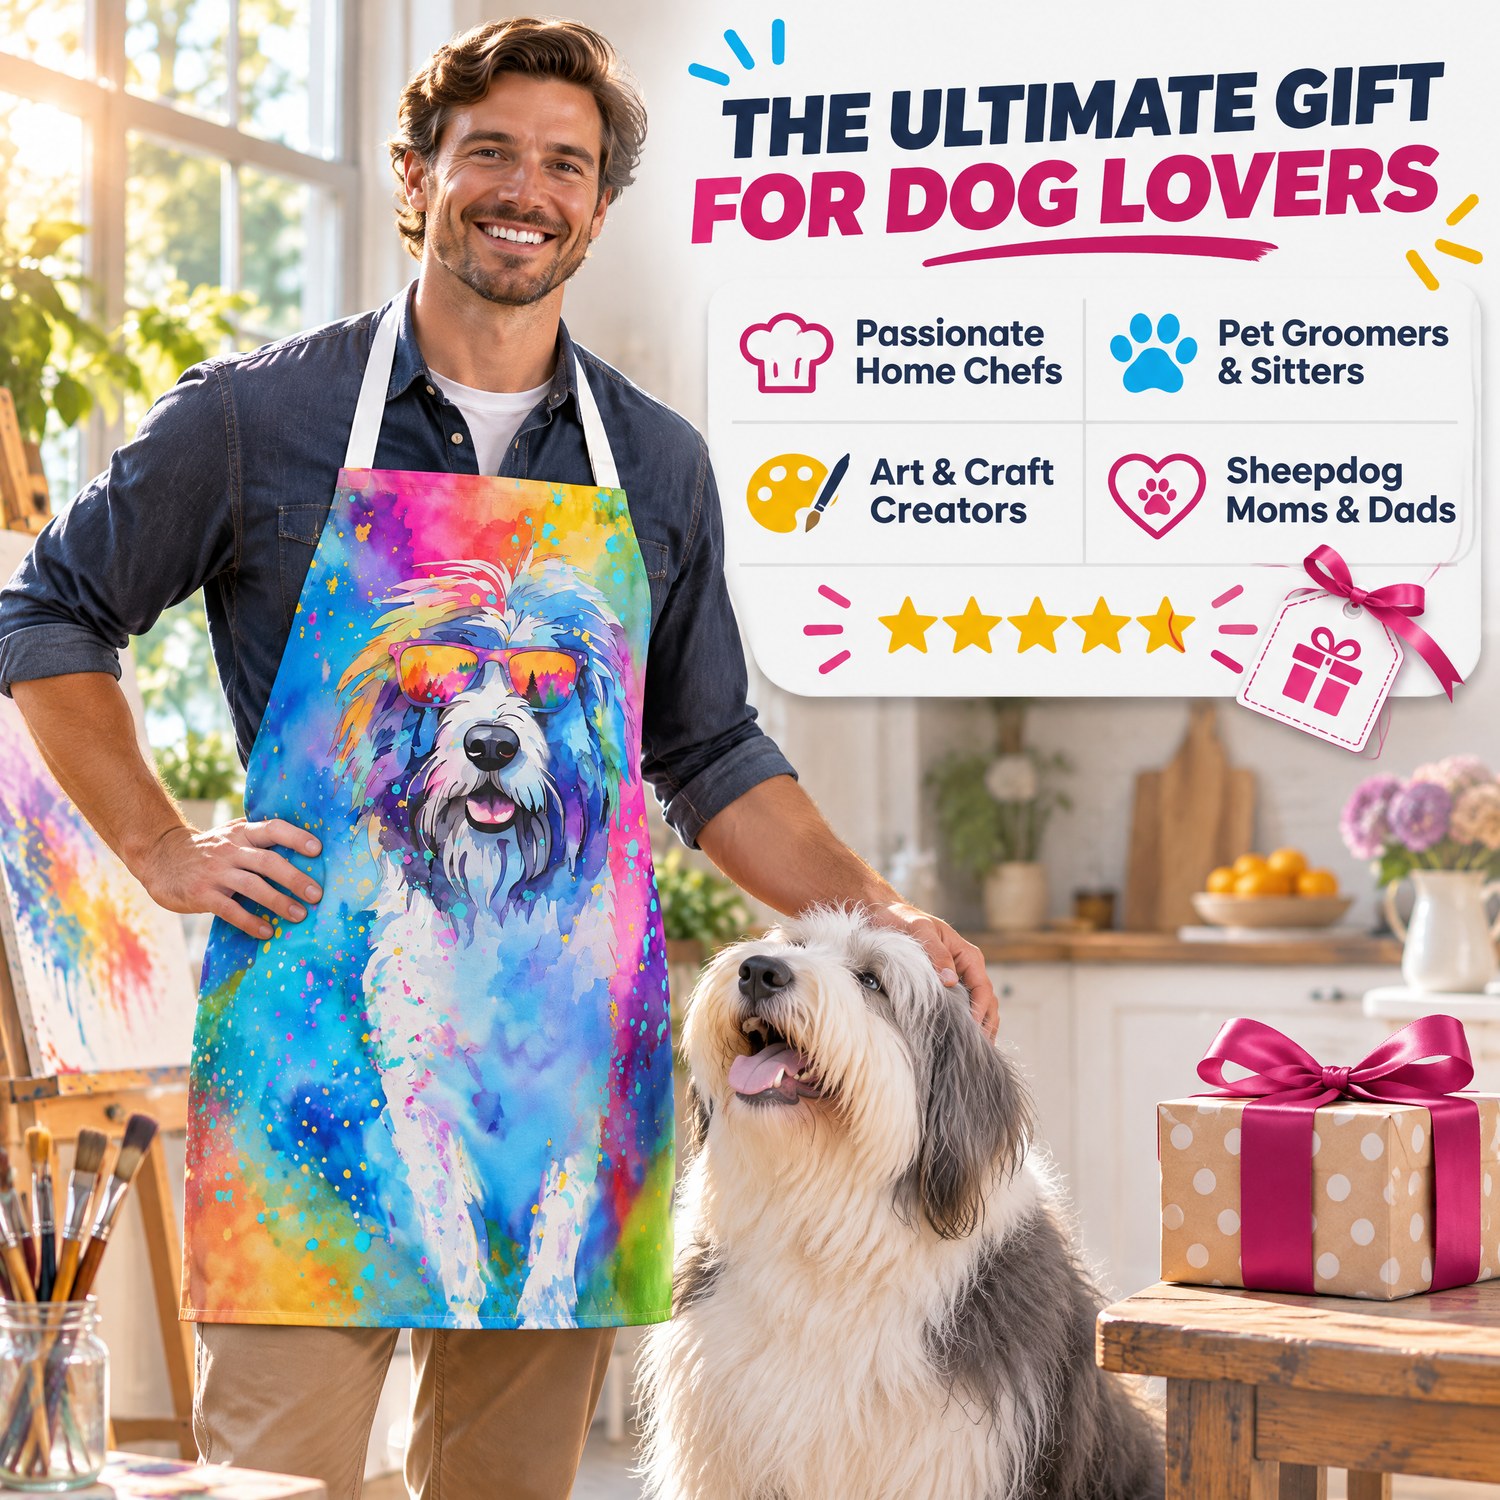 THE ULTIMATE GIFT
FOR DOG LOVERS
Passionate
Home Chefs
Pet Groomers
& Sitters
Art & Craft
Creators
Sheepdog
Moms & Dads